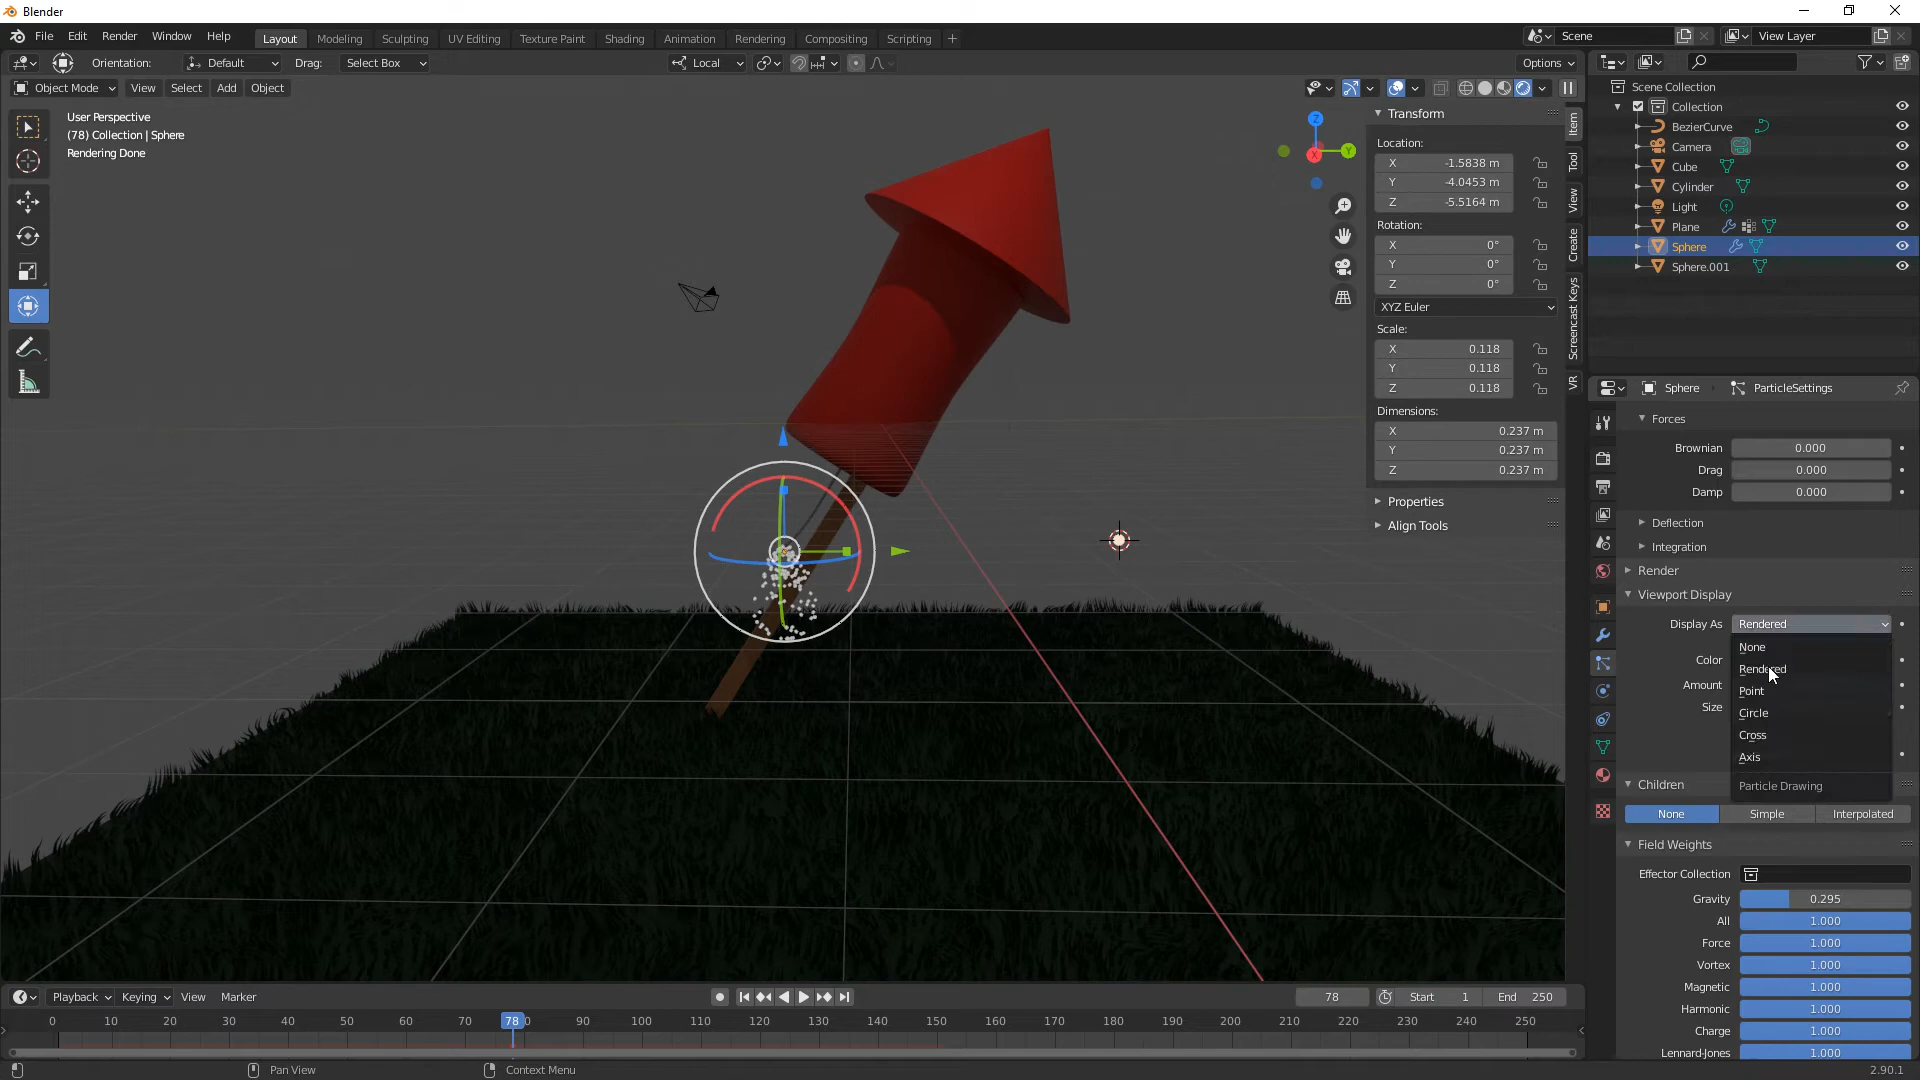 Blender
File Edit Render Window Help
Layout Modeling Sculpting UV Editing Texture Paint Shading Animation Rendering Compositing Scripting +
Scene
View Layer
Orientation: Default Drag: Select Box
Local
Options
Object Mode View Select Add Object
User Perspective
(78) Collection | Sphere
Rendering Done
Z
Y
X
Transform
Location:
X -1.5838 m
Y -4.0453 m
Z -5.5164 m
Rotation:
X 0°
Y 0°
Z 0°
XYZ Euler
Scale:
X 0.118
Y 0.118
Z 0.118
Dimensions:
X 0.237 m
Y 0.237 m
Z 0.237 m
Properties
Align Tools
Item
Tool
View
Create
Screencast Keys
VR
Scene Collection
Collection
BezierCurve
Camera
Cube
Cylinder
Light
Plane
Sphere
Sphere.001
Sphere ParticleSettings
Forces
Brownian 0.000
Drag 0.000
Damp 0.000
Deflection
Integration
Render
Viewport Display
Display As Rendered
None
Color
Rendered
Amount
Point
Size
Circle
Cross
Axis
Particle Drawing
Children
None Simple Interpolated
Field Weights
Effector Collection
Gravity 0.295
All 1.000
Force 1.000
Vortex 1.000
Magnetic 1.000
Harmonic 1.000
Charge 1.000
Lennard-Jones 1.000
Playback Keying View Marker
78 Start 1 End 250
0 10 20 30 40 50 60 70 78 0 90 100 110 120 130 140 150 160 170 180 190 200 210 220 230 240 250
Pan View Context Menu 2.90.1